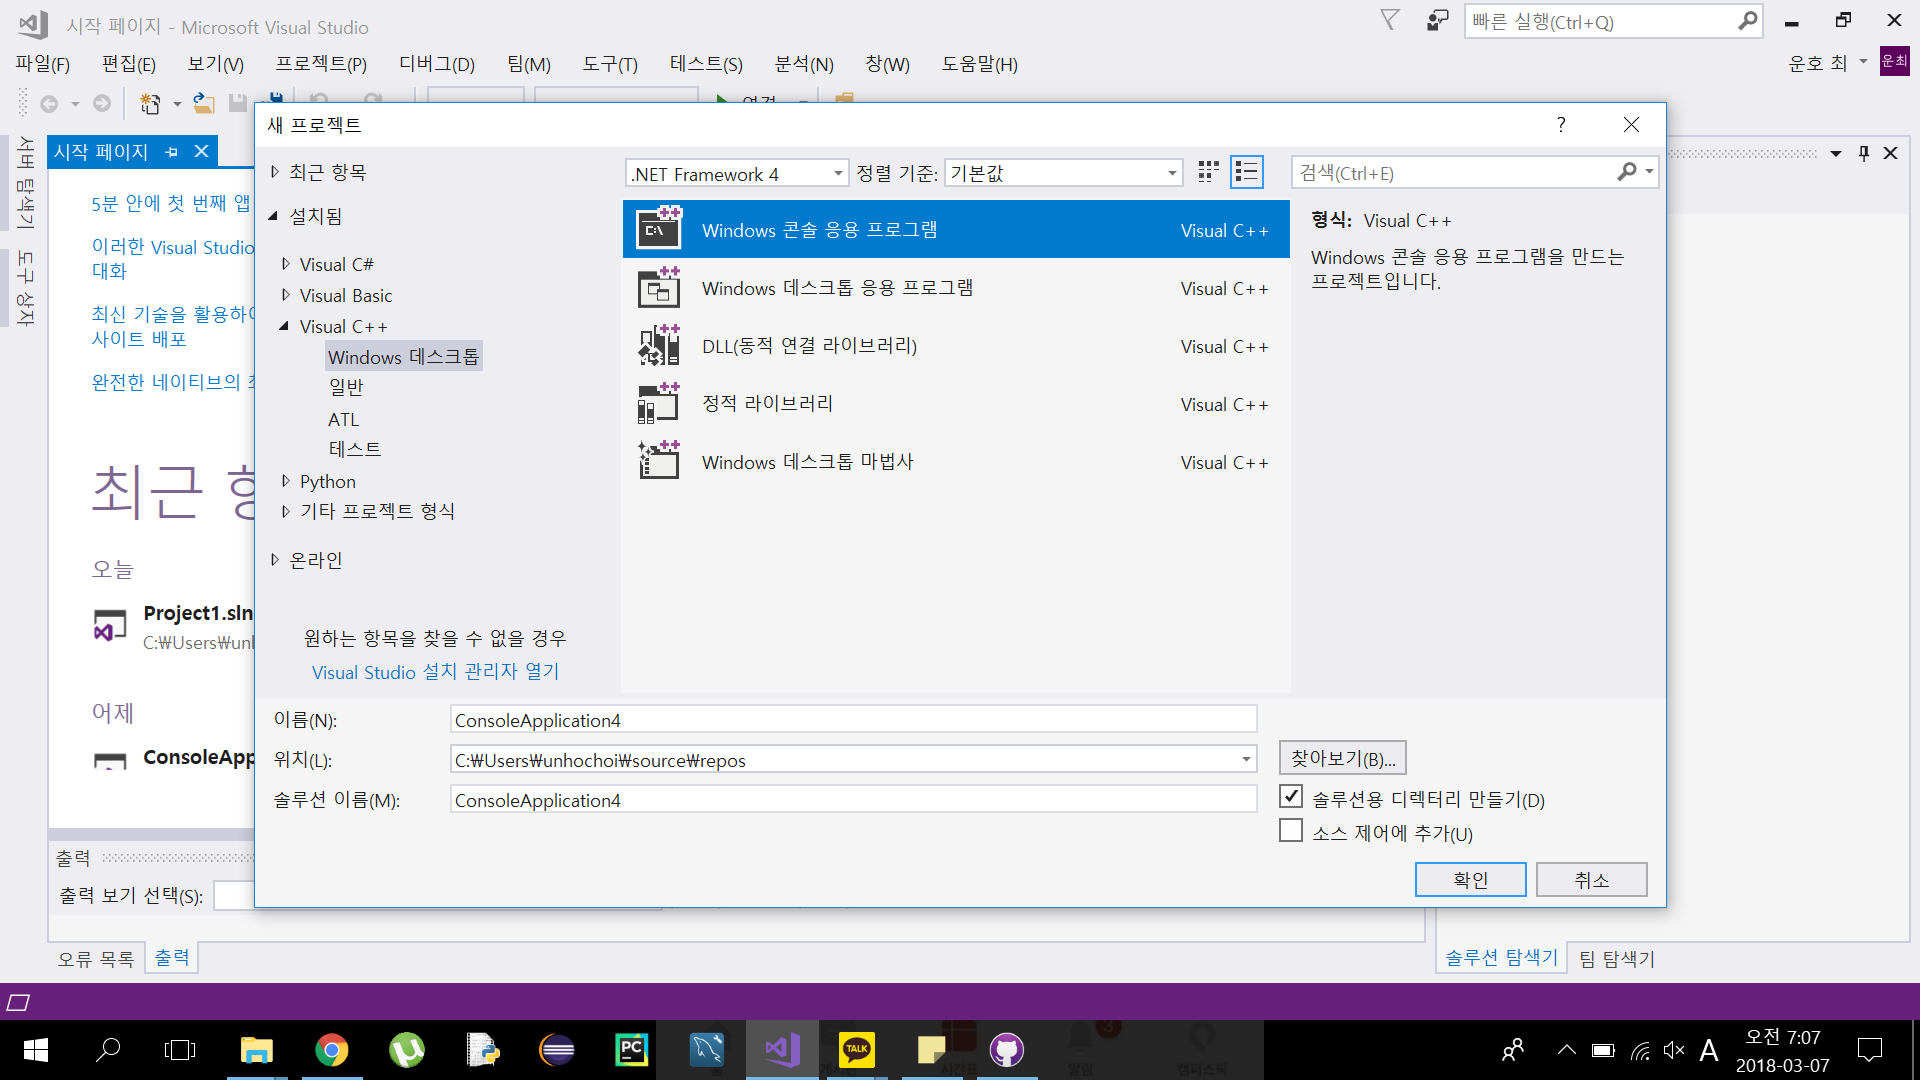 시작 페이지 - Microsoft Visual Studio
빠른 실행(Ctrl+Q)
파일(F) 편집(E) 보기(V) 프로젝트(P) 디버그(D) 팀(M) 도구(T) 테스트(S) 분석(N) 창(W) 도움말(H)
운호 최
운최
서버 탐색기
도구 상자
시작 페이지
5분 안에 첫 번째 앱
이러한 Visual Studio
대화
최신 기술을 활용하
사이트 배포
완전한 네이티브의
최근
오늘
Project1.sln
C:₩Users₩unh
어제
ConsoleApp
새 프로젝트
?
최근 항목
설치됨
Visual C#
Visual Basic
Visual C++
Windows 데스크톱
일반
ATL
테스트
Python
기타 프로젝트 형식
온라인
원하는 항목을 찾을 수 없을 경우
Visual Studio 설치 관리자 열기
.NET Framework 4
정렬 기준: 기본값
검색(Ctrl+E)
Windows 콘솔 응용 프로그램 Visual C++
Windows 데스크톱 응용 프로그램 Visual C++
DLL(동적 연결 라이브러리) Visual C++
정적 라이브러리 Visual C++
Windows 데스크톱 마법사 Visual C++
형식: Visual C++
Windows 콘솔 응용 프로그램을 만드는
프로젝트입니다.
이름(N): ConsoleApplication4
위치(L): C:₩Users₩unhochoi₩source₩repos
찾아보기(B)...
솔루션 이름(M): ConsoleApplication4
솔루션용 디렉터리 만들기(D)
소스 제어에 추가(U)
확인 취소
출력
출력 보기 선택(S):
오류 목록 출력
솔루션 탐색기 팀 탐색기
PC
TALK
3
알림
A
오전 7:07
2018-03-07